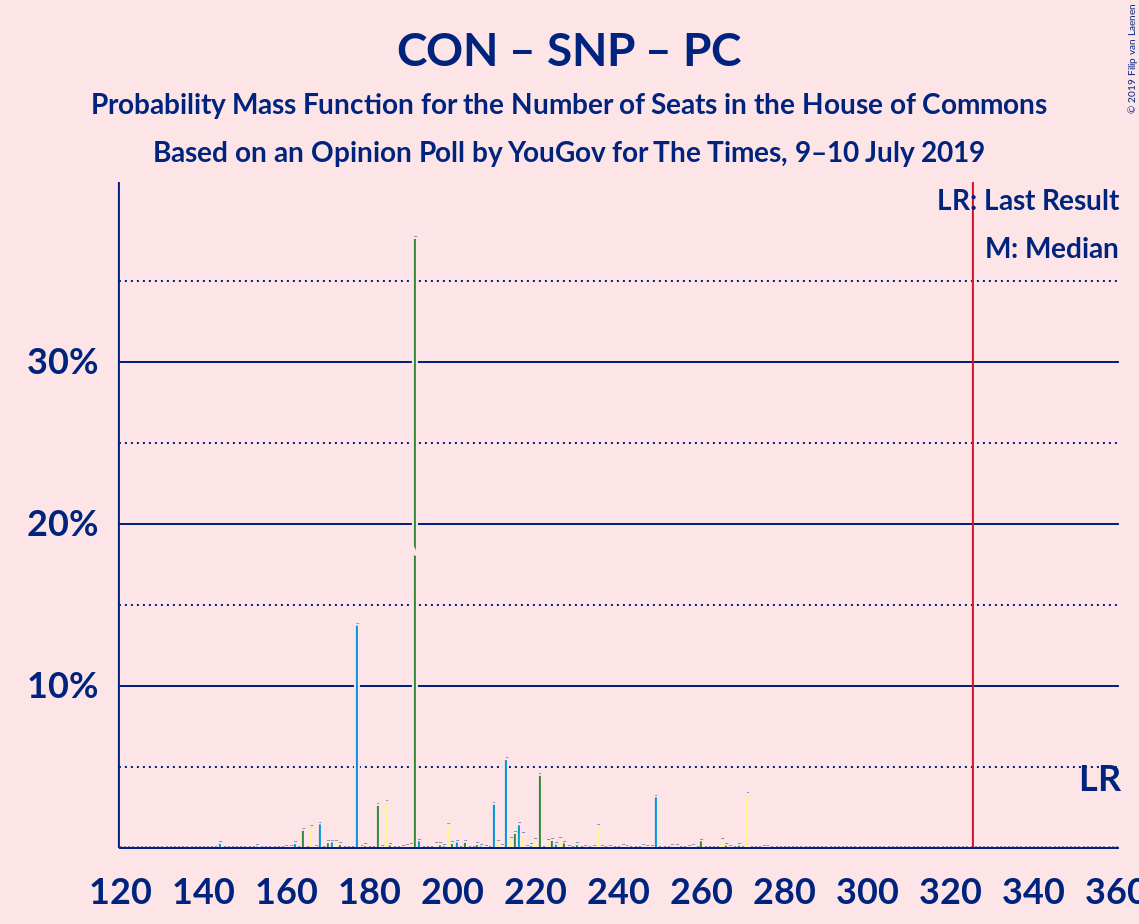 CON – SNP – PC
Probability Mass Function for the Number of Seats in the House of Commons
Based on an Opinion Poll by YouGov for The Times, 9–10 July 2019
© 2019 Filip van Laenen
LR: Last Result
M: Median
30%
20%
10%
LR
120 140 160 180 200 220 240 260 280 300 320 340 360